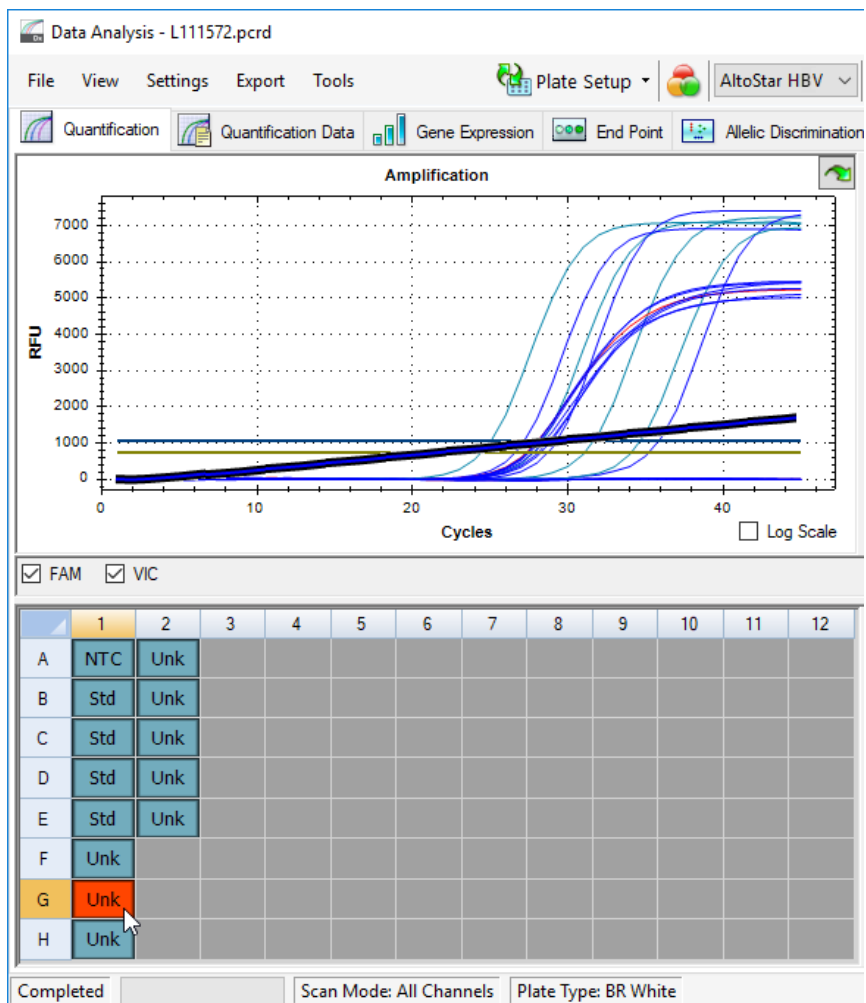 Data Analysis - L111572.pcrd
File View Settings Export Tools Plate Setup AltoStar HBV
Quantification Quantification Data Gene Expression End Point Allelic Discrimination
Amplification
7000
6000
5000
4000
3000
2000
1000
0
RFU
0 10 20 30 40
Cycles
Log Scale
FAM VIC
1 2 3 4 5 6 7 8 9 10 11 12
A NTC Unk
B Std Unk
C Std Unk
D Std Unk
E Std Unk
F Unk
G Unk
H Unk
Completed Scan Mode: All Channels Plate Type: BR White